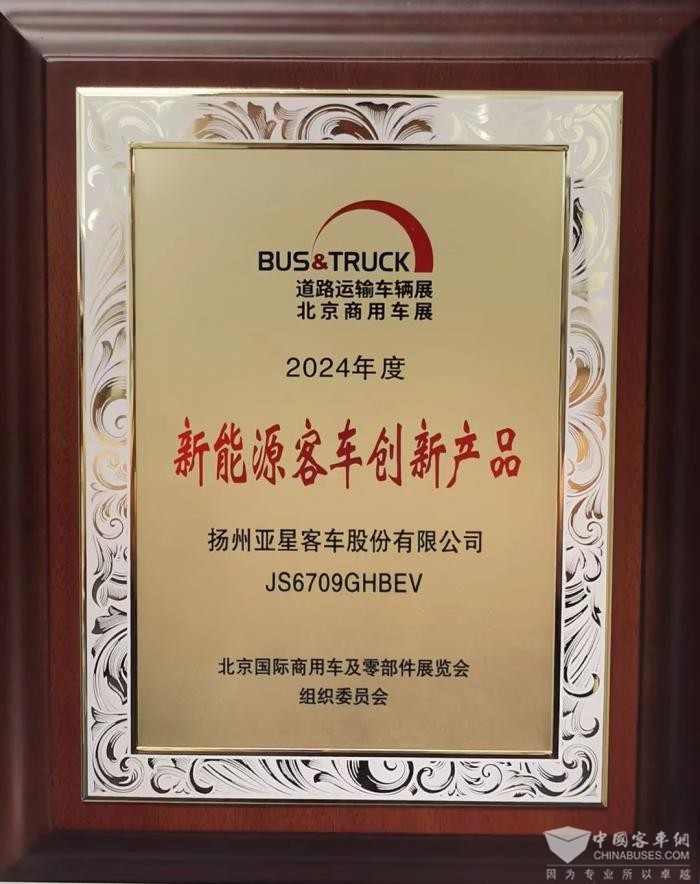 BUS&TRUCK
道路运输车辆展
北京商用车展
2024年度
新能源客车创新产品
扬州亚星客车股份有限公司
JS6709GHBEV
北京国际商用车及零部件展览会
组织委员会
中國客車網
CHINABUSES.COM
因为专业所以卓越